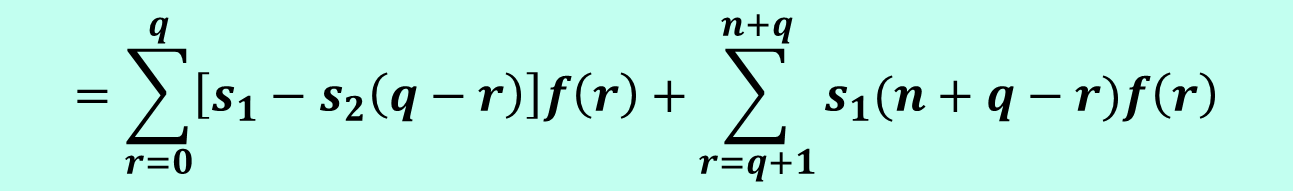 = ∑_{r=0}^{q} [s₁ − s₂(q − r)]f(r) + ∑_{r=q+1}^{n+q} s₁(n + q − r)f(r)